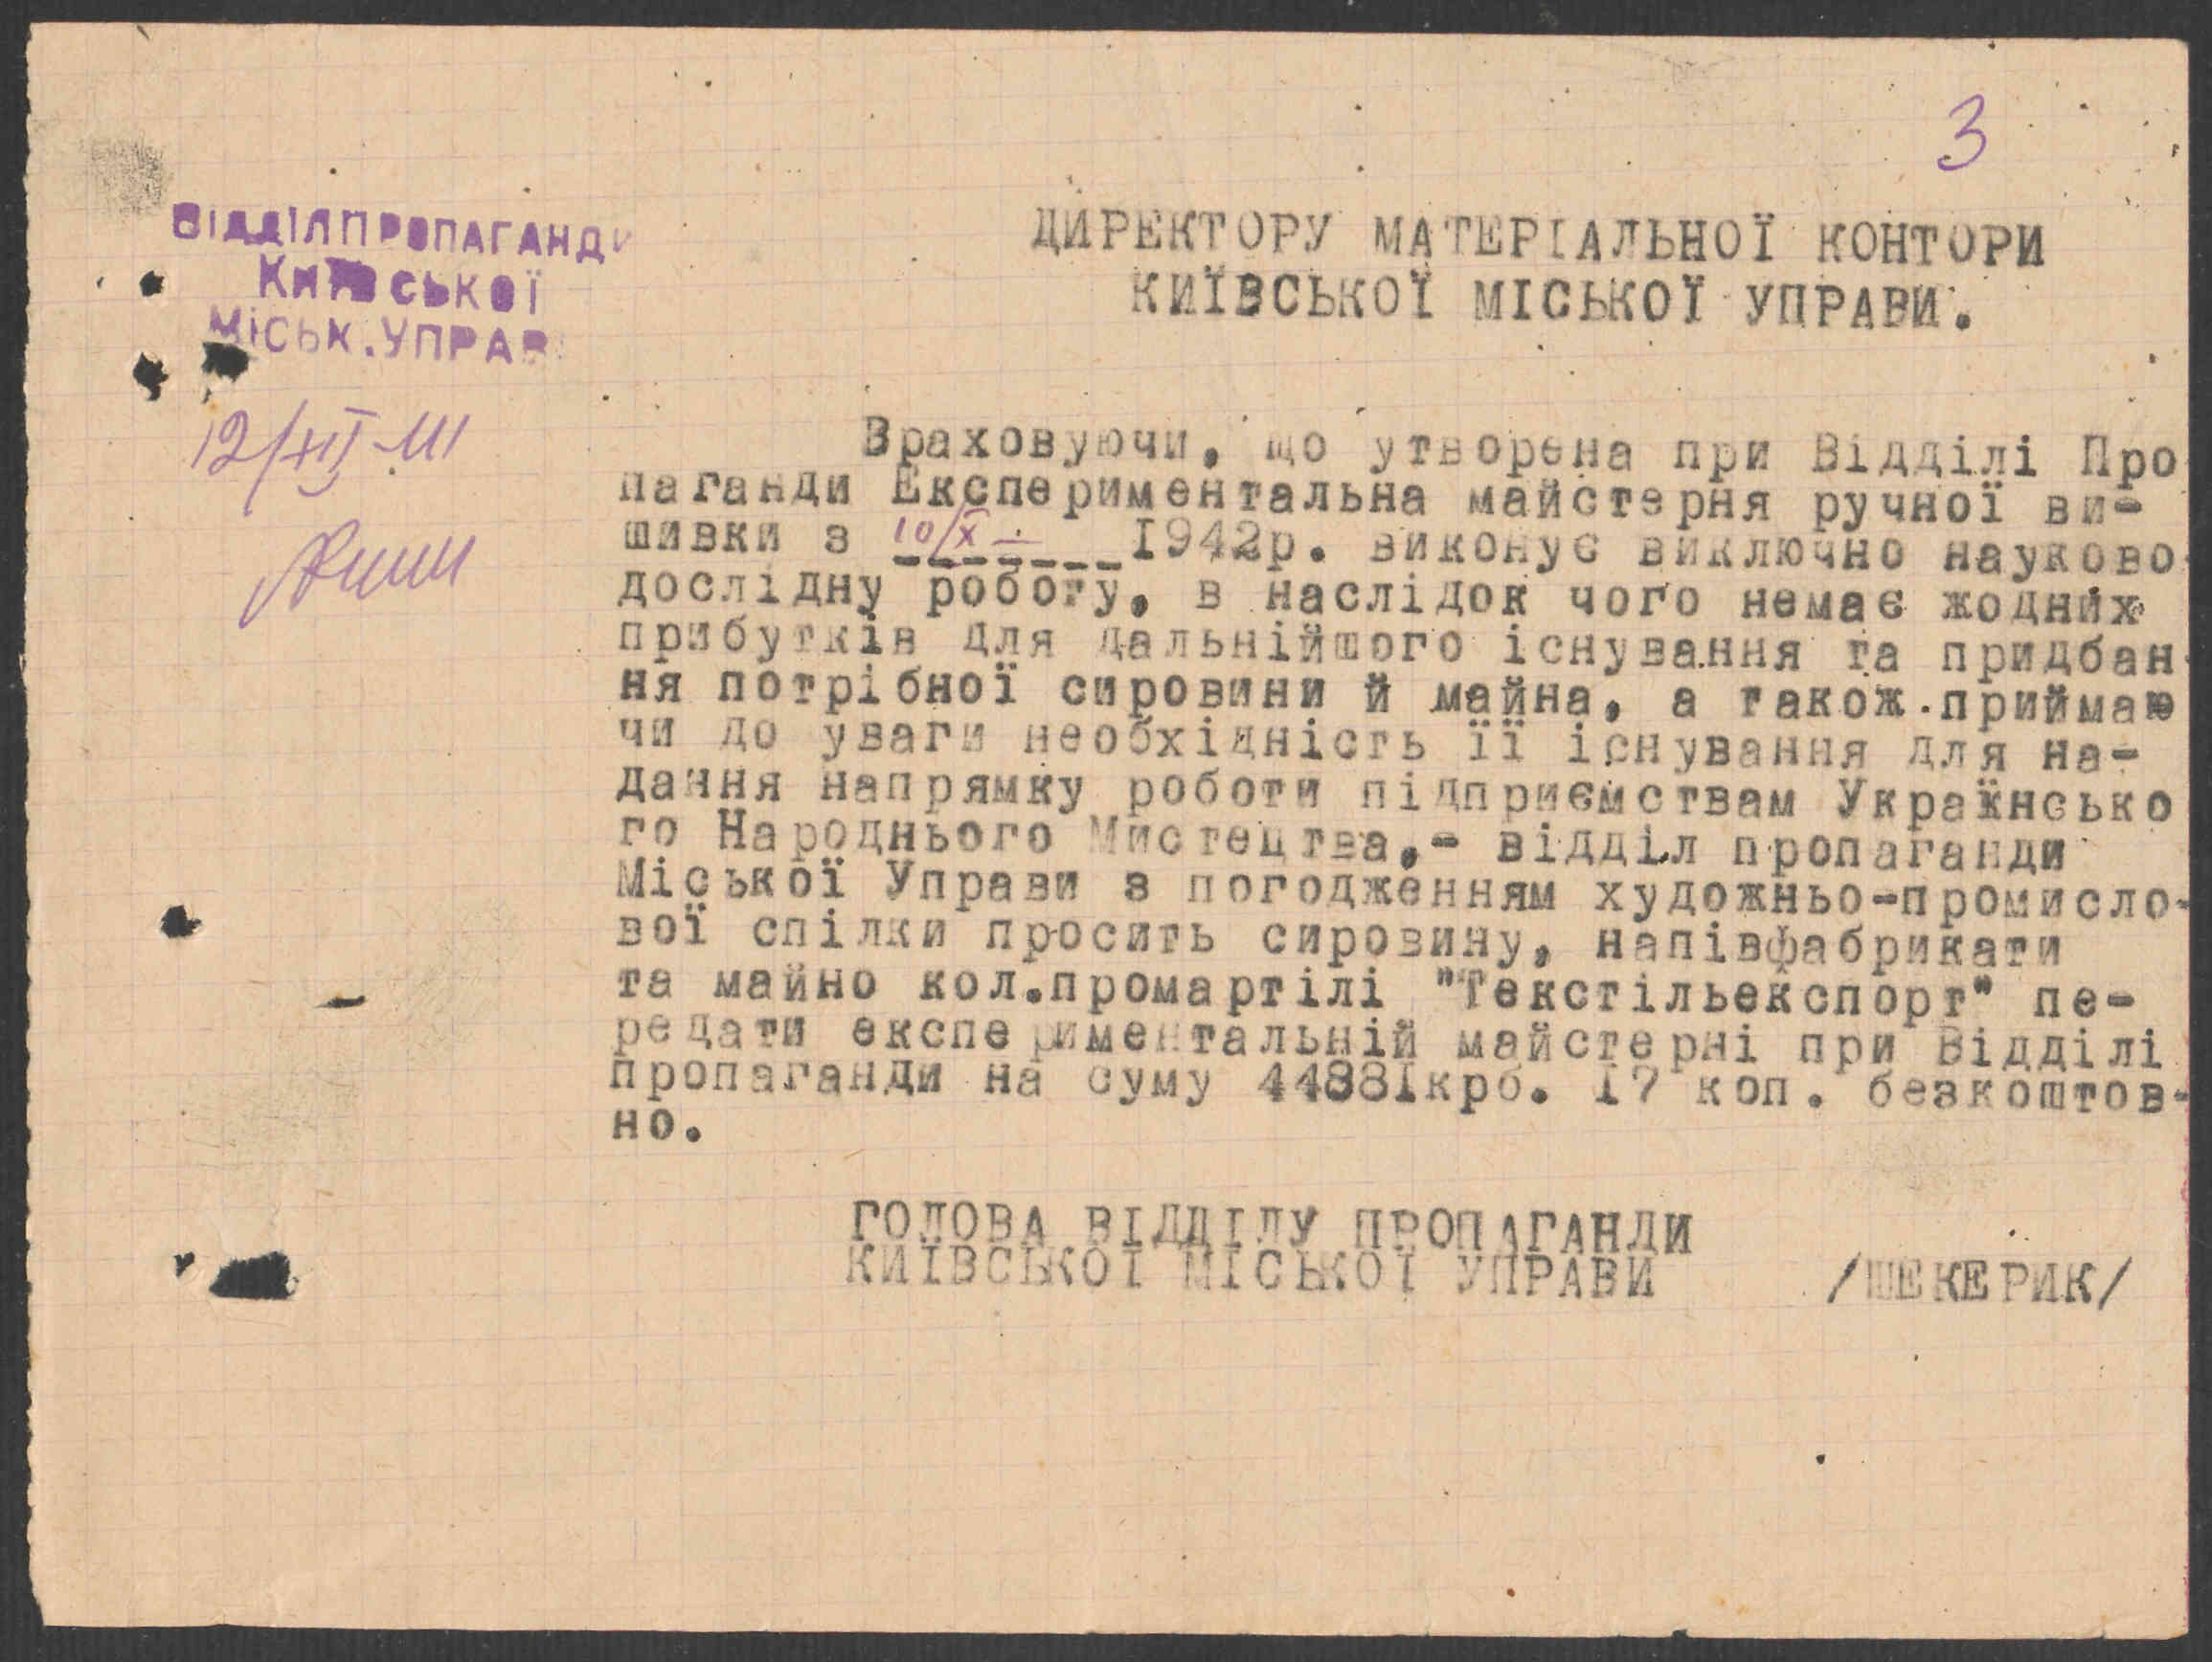 3
ВІДДІЛ ПРОПАГАНДИ
КИЇВСЬКОЇ
МІСЬК.УПРАВ
12/XII
ДИРЕКТОРУ МАТЕРІАЛЬНОЇ КОНТОРИ
КИЇВСЬКОЇ МІСЬКОЇ УПРАВИ.
Враховуючи, що утворена при Відділі Про
паганди Експериментальна майстерня ручної ви-
шивки з 10/X - 1942р. виконує виключно науково
дослідну роботу, в наслідок чого немає жодних
прибутків для дальнійшого існування та придбан-
ня потрібної сировини й майна, а також приймаю
чи до уваги необхідність її існування для на-
дання напрямку роботи підприємствам Українсько
го Народнього Мистецтва,- відділ пропаганди
Міської Управи з погодженням художньо-промисло-
вої спілки просить сировину, напівфабрикати
та майно кол.промартілі "Текстільекспорт" пе-
редати експериментальній майстерні при Відділі
пропаганди на суму 44881крб. 17 коп. безкоштов-
но.
ГОЛОВА ВІДДІЛУ ПРОПАГАНДИ
КИЇВСЬКОЇ МІСЬКОЇ УПРАВИ /ШЕКЕРИК/